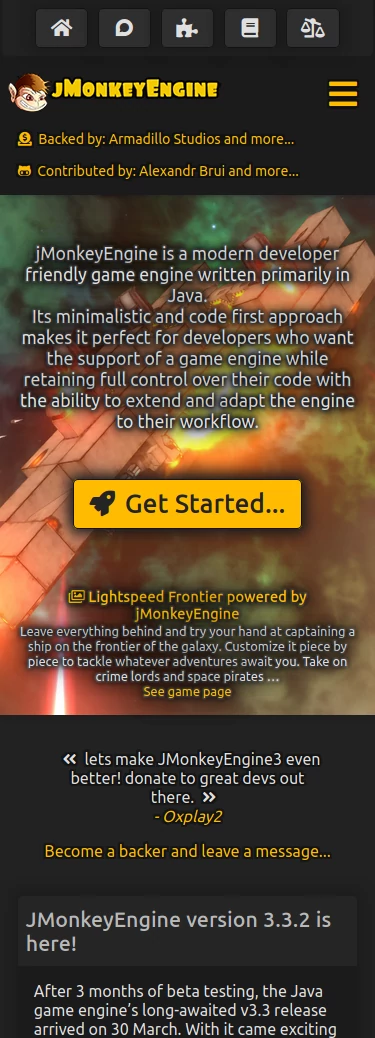 jMonkeyEngine
Backed by: Armadillo Studios and more...
Contributed by: Alexandr Brui and more...
jMonkeyEngine is a modern developer
friendly game engine written primarily in
Java.
Its minimalistic and code first approach
makes it perfect for developers who want
the support of a game engine while
retaining full control over their code with
the ability to extend and adapt the engine
to their workflow.
Get Started...
Lightspeed Frontier powered by
jMonkeyEngine
Leave everything behind and try your hand at captaining a
ship on the frontier of the galaxy. Customize it piece by
piece to tackle whatever adventures await you. Take on
crime lords and space pirates ...
See game page
« lets make JMonkeyEngine3 even
better! donate to great devs out
there. »
- Oxplay2
Become a backer and leave a message...
JMonkeyEngine version 3.3.2 is
here!
After 3 months of beta testing, the Java
game engine’s long-awaited v3.3 release
arrived on 30 March. With it came exciting